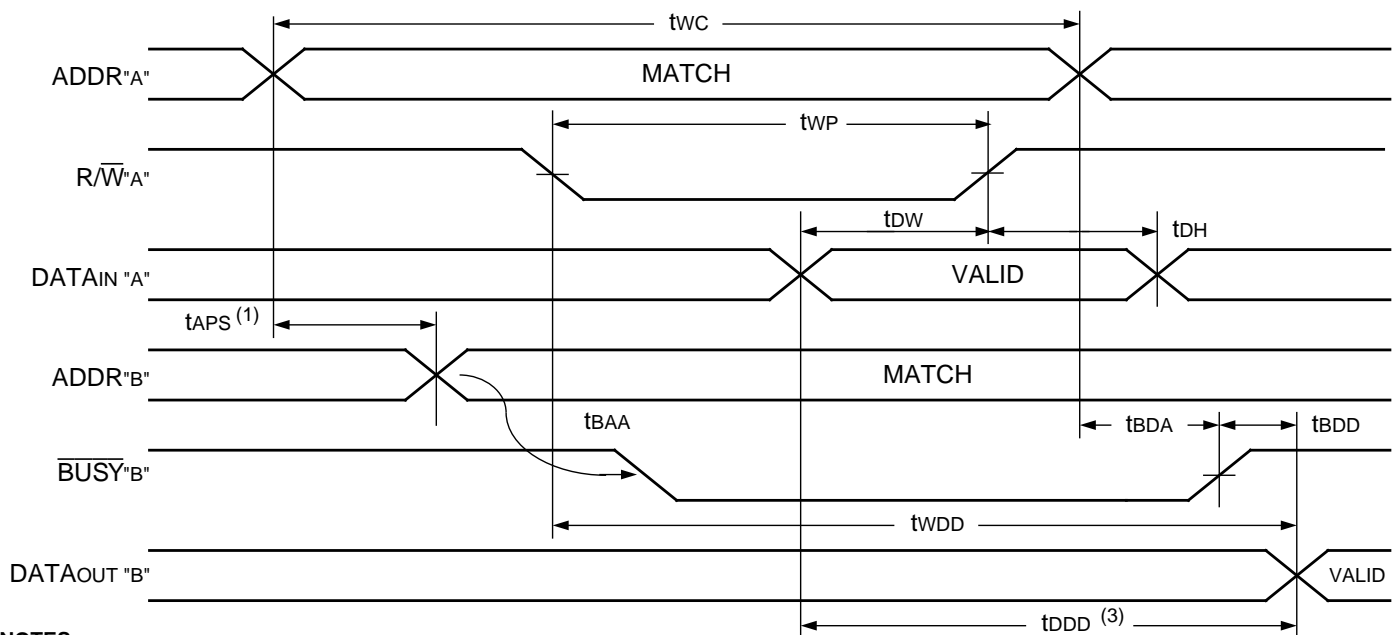 tWC
ADDR"A"
MATCH
tWP
R/W̅"A"
tDW
tDH
DATAIN "A"
VALID
tAPS (1)
ADDR"B"
MATCH
tBAA
tBDA
tBDD
B̅U̅S̅Y̅"B"
tWDD
DATAOUT "B"
VALID
tDDD (3)